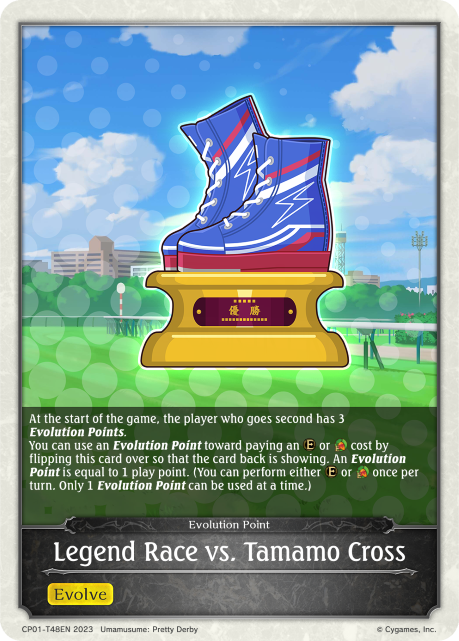 優勝
At the start of the game, the player who goes second has 3
Evolution Points.
You can use an Evolution Point toward paying an E or cost by
flipping this card over so that the card back is showing. An Evolution
Point is equal to 1 play point. (You can perform either E or once per
turn. Only 1 Evolution Point can be used at a time.)
Evolution Point
Legend Race vs. Tamamo Cross
Evolve
CP01-T48EN 2023 Umamusume: Pretty Derby © Cygames, Inc.